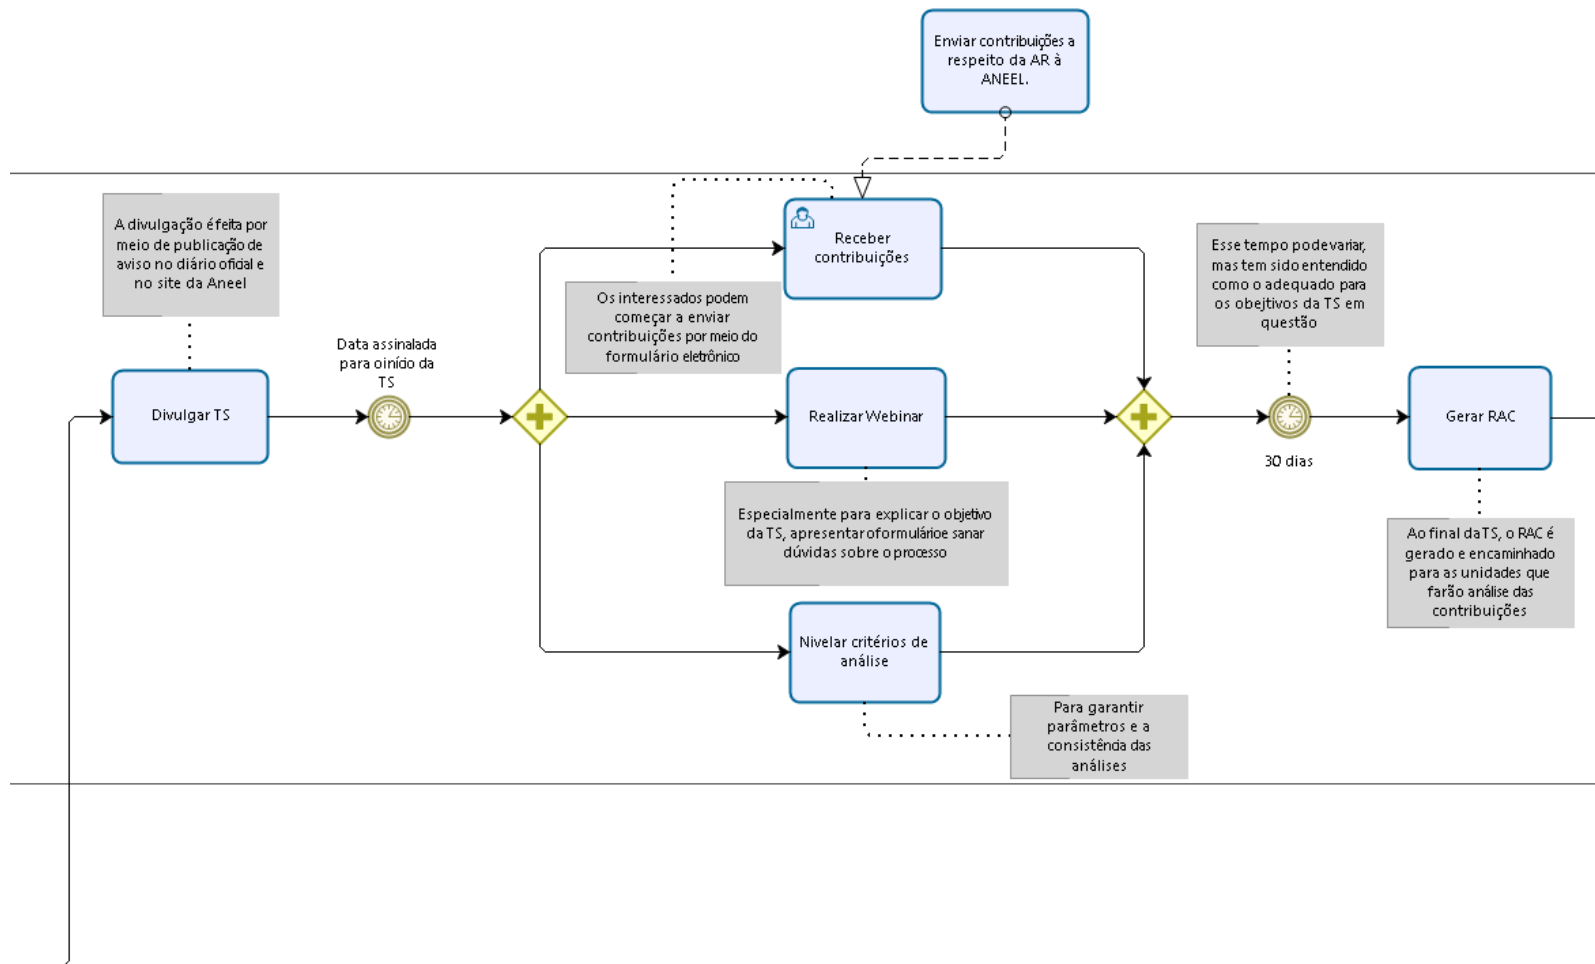 Enviar contribuições a
respeito da AR à
ANEEL.
A divulgação é feita por
meio de publicação de
aviso no diário oficial e
no site da Aneel
Divulgar TS
Data assinalada
para oinício da
TS
Os interessados podem
começar a enviar
contribuições por meio do
formulário eletrônico
Receber
contribuições
Realizar Webinar
Especialmente para explicar o objetivo
da TS, apresentar oformulárioe sanar
dúvidas sobre o processo
Nivelar critérios de
análise
Para garantir
parâmetros e a
consistência das
análises
Esse tempo podevariar,
mas tem sido entendido
como o adequado para
os obejtivos da TS em
questão
30 dias
Gerar RAC
Ao final daTS, o RAC é
gerado e encaminhado
para as unidades que
farão análise das
contribuições